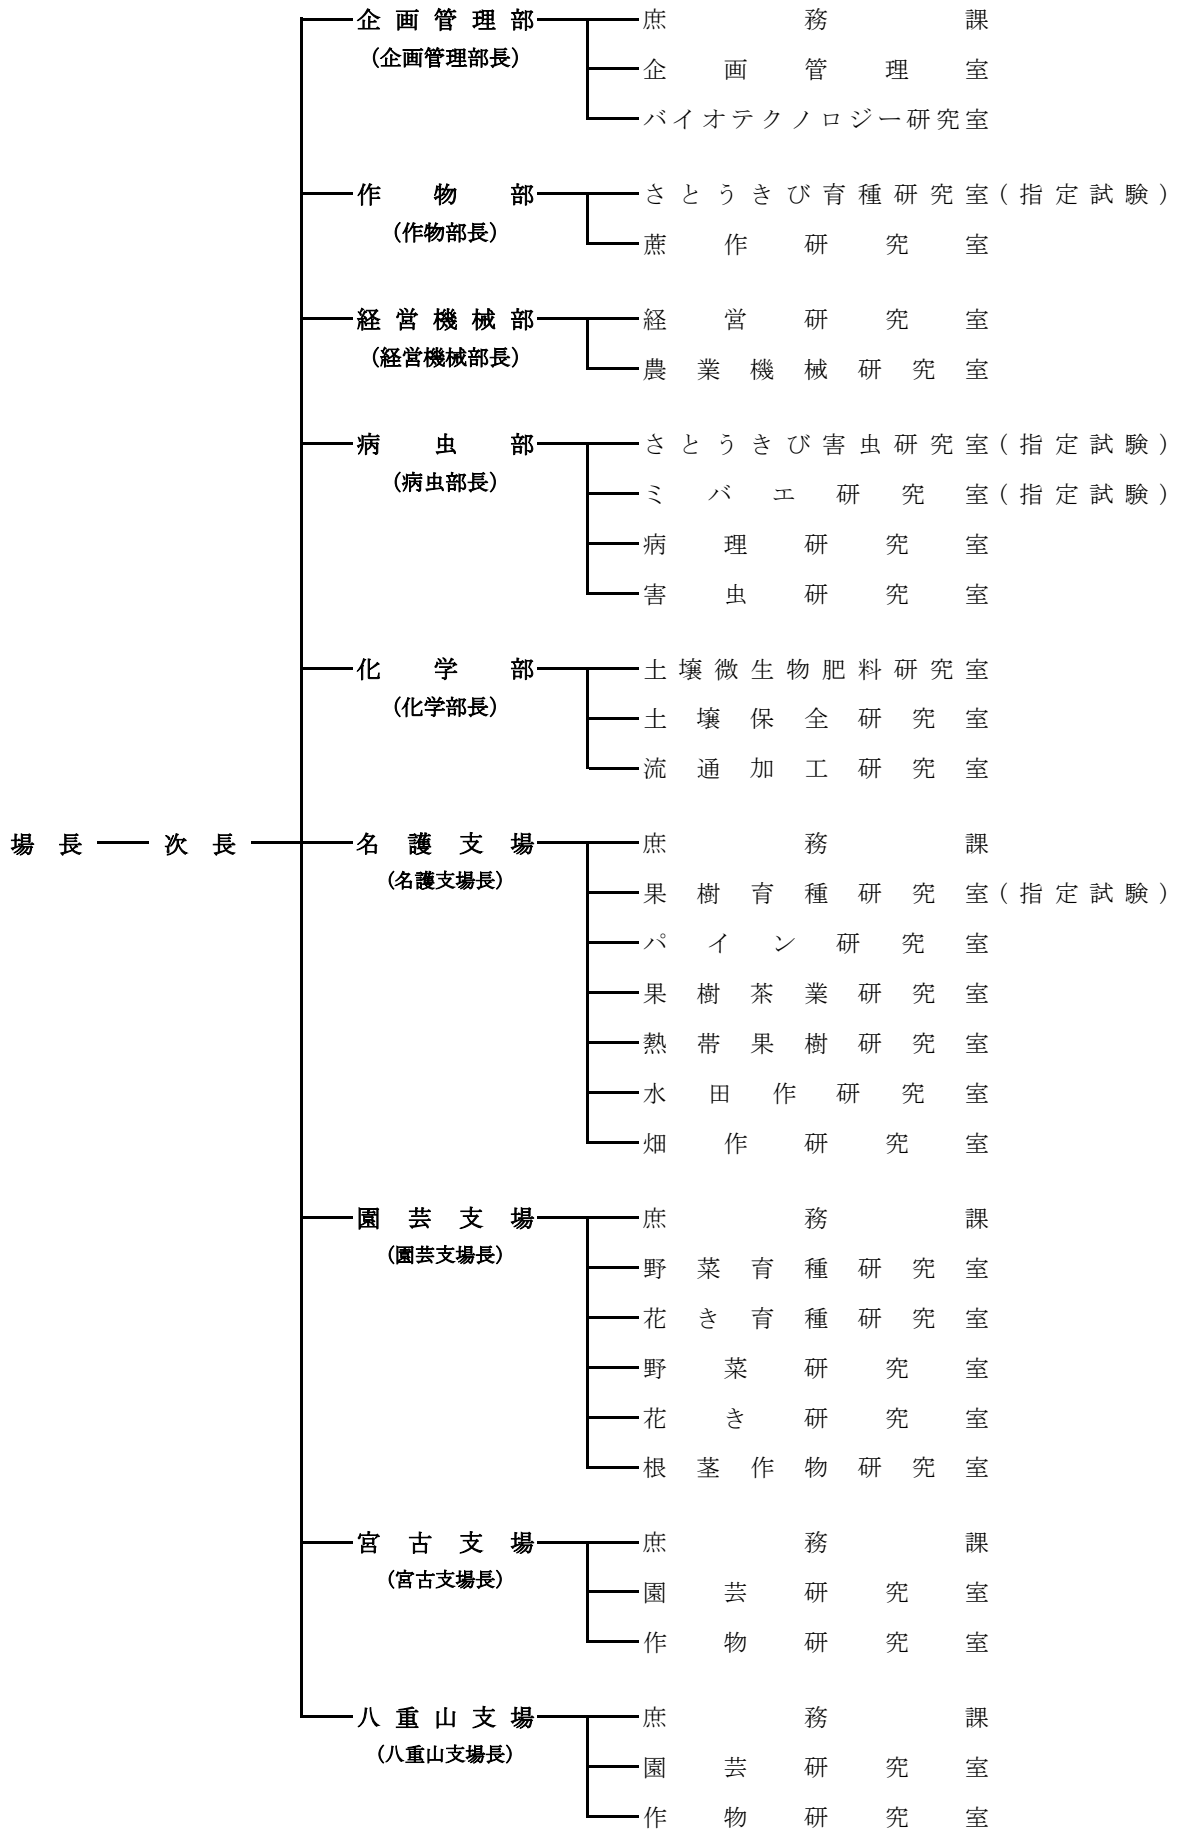 企画管理部 庶務課
(企画管理部長)
企画管理室
バイオテクノロジー研究室
作物部 さとうきび育種研究室(指定試験)
(作物部長)
蔗作研究室
経営機械部 経営研究室
(経営機械部長)
農業機械研究室
病虫部 さとうきび害虫研究室(指定試験)
(病虫部長)
ミバエ研究室(指定試験)
病理研究室
害虫研究室
化学部 土壌微生物肥料研究室
(化学部長)
土壌保全研究室
流通加工研究室
場長 次長 名護支場 庶務課
(名護支場長)
果樹育種研究室(指定試験)
パイン研究室
果樹茶業研究室
熱帯果樹研究室
水田作研究室
畑作研究室
園芸支場 庶務課
(園芸支場長)
野菜育種研究室
花き育種研究室
野菜研究室
花き研究室
根茎作物研究室
宮古支場 庶務課
(宮古支場長)
園芸研究室
作物研究室
八重山支場 庶務課
(八重山支場長)
園芸研究室
作物研究室